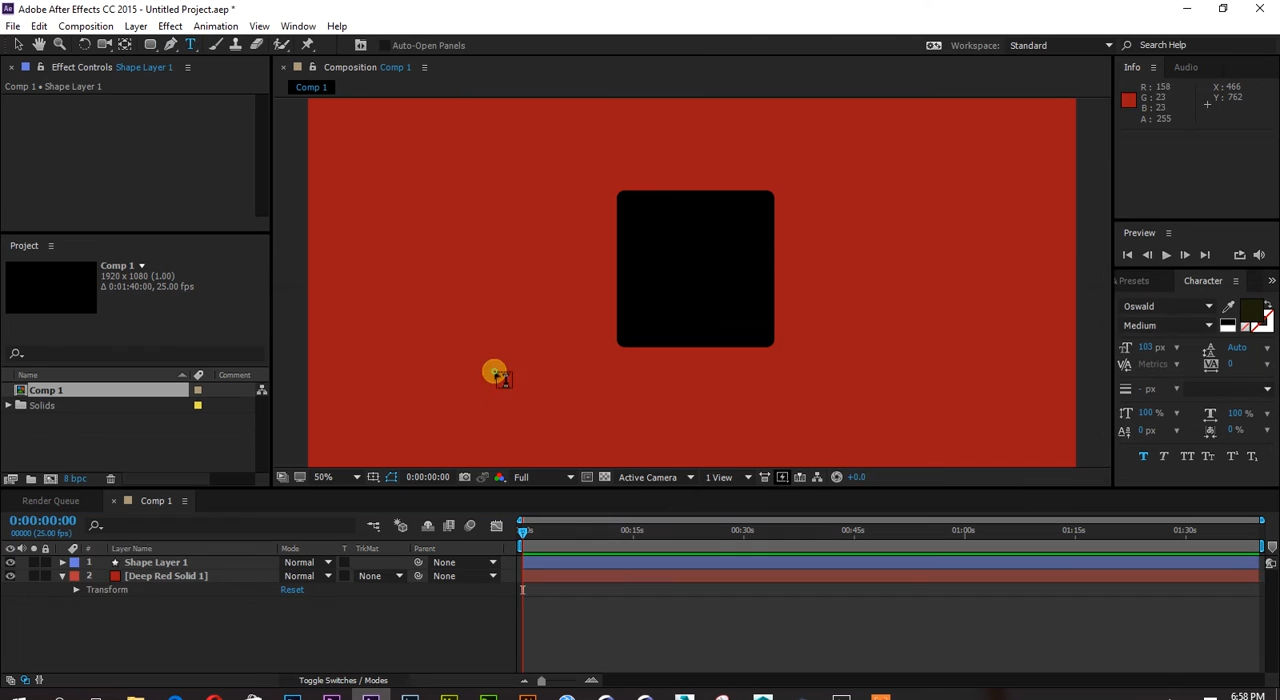 Adobe After Effects CC 2015 - Untitled Project.aep *
File Edit Composition Layer Effect Animation View Window Help
Auto-Open Panels
Workspace: Standard
Search Help
Effect Controls Shape Layer 1
Composition Comp 1
Info Audio
Comp 1 • Shape Layer 1
Comp 1
R : 158
G : 23
B : 23
A : 255
X : 466
Y : 762
Preview
Project
Comp 1
1920 x 1080 (1.00)
Δ 0:01:40:00, 25.00 fps
Presets Character
Oswald
Medium
103 px Auto
Metrics 0
- px
100 % 100 %
0 px 0 %
T T TT Tт T¹ T₁
Name Comment
Comp 1
Solids
8 bpc
50% 0:00:00:00 Full Active Camera 1 View +0.0
Render Queue Comp 1
0:00:00:00
00000 (25.00 fps)
00:15s 00:30s 00:45s 01:00s 01:15s 01:30s
# Layer Name Mode T TrkMat Parent
1 Shape Layer 1 Normal None
2 [Deep Red Solid 1] Normal None None
Transform Reset
Toggle Switches / Modes
6:58 PM